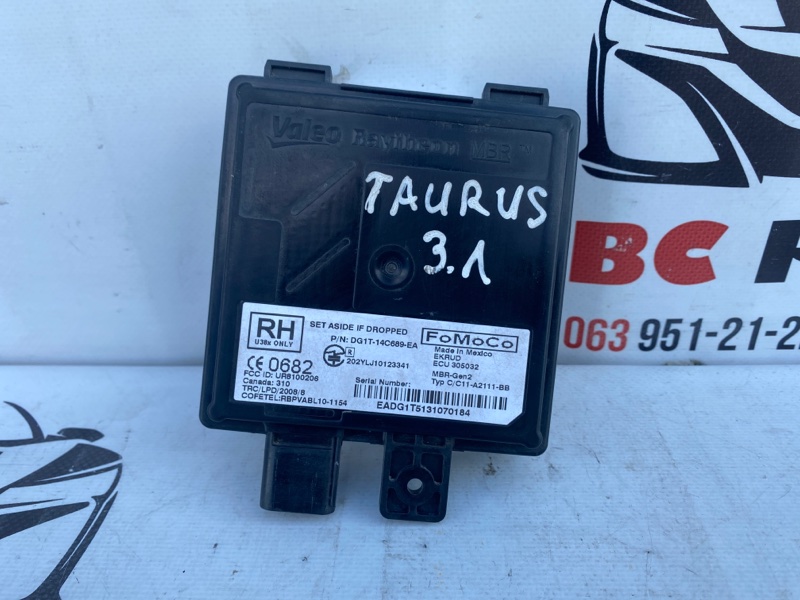 Valeo Raytheon MBR™
TAURUS
3.1
RH
U38x ONLY
SET ASIDE IF DROPPED
P/N: DG1T-14C689-EA
FoMoCo
Made in Mexico
EKRUD
ECU 305032
CE 0682
R
202YLJ10123341
MBR-Gen2
Typ C/C11-A2111-BB
FCC ID: UR8100206
Canada: 310
TRC/LPD/2008/8
COFETEL:RBPVABL10-1154
Serial Number:
EADG1T5131070184
BC
063 951-21-2